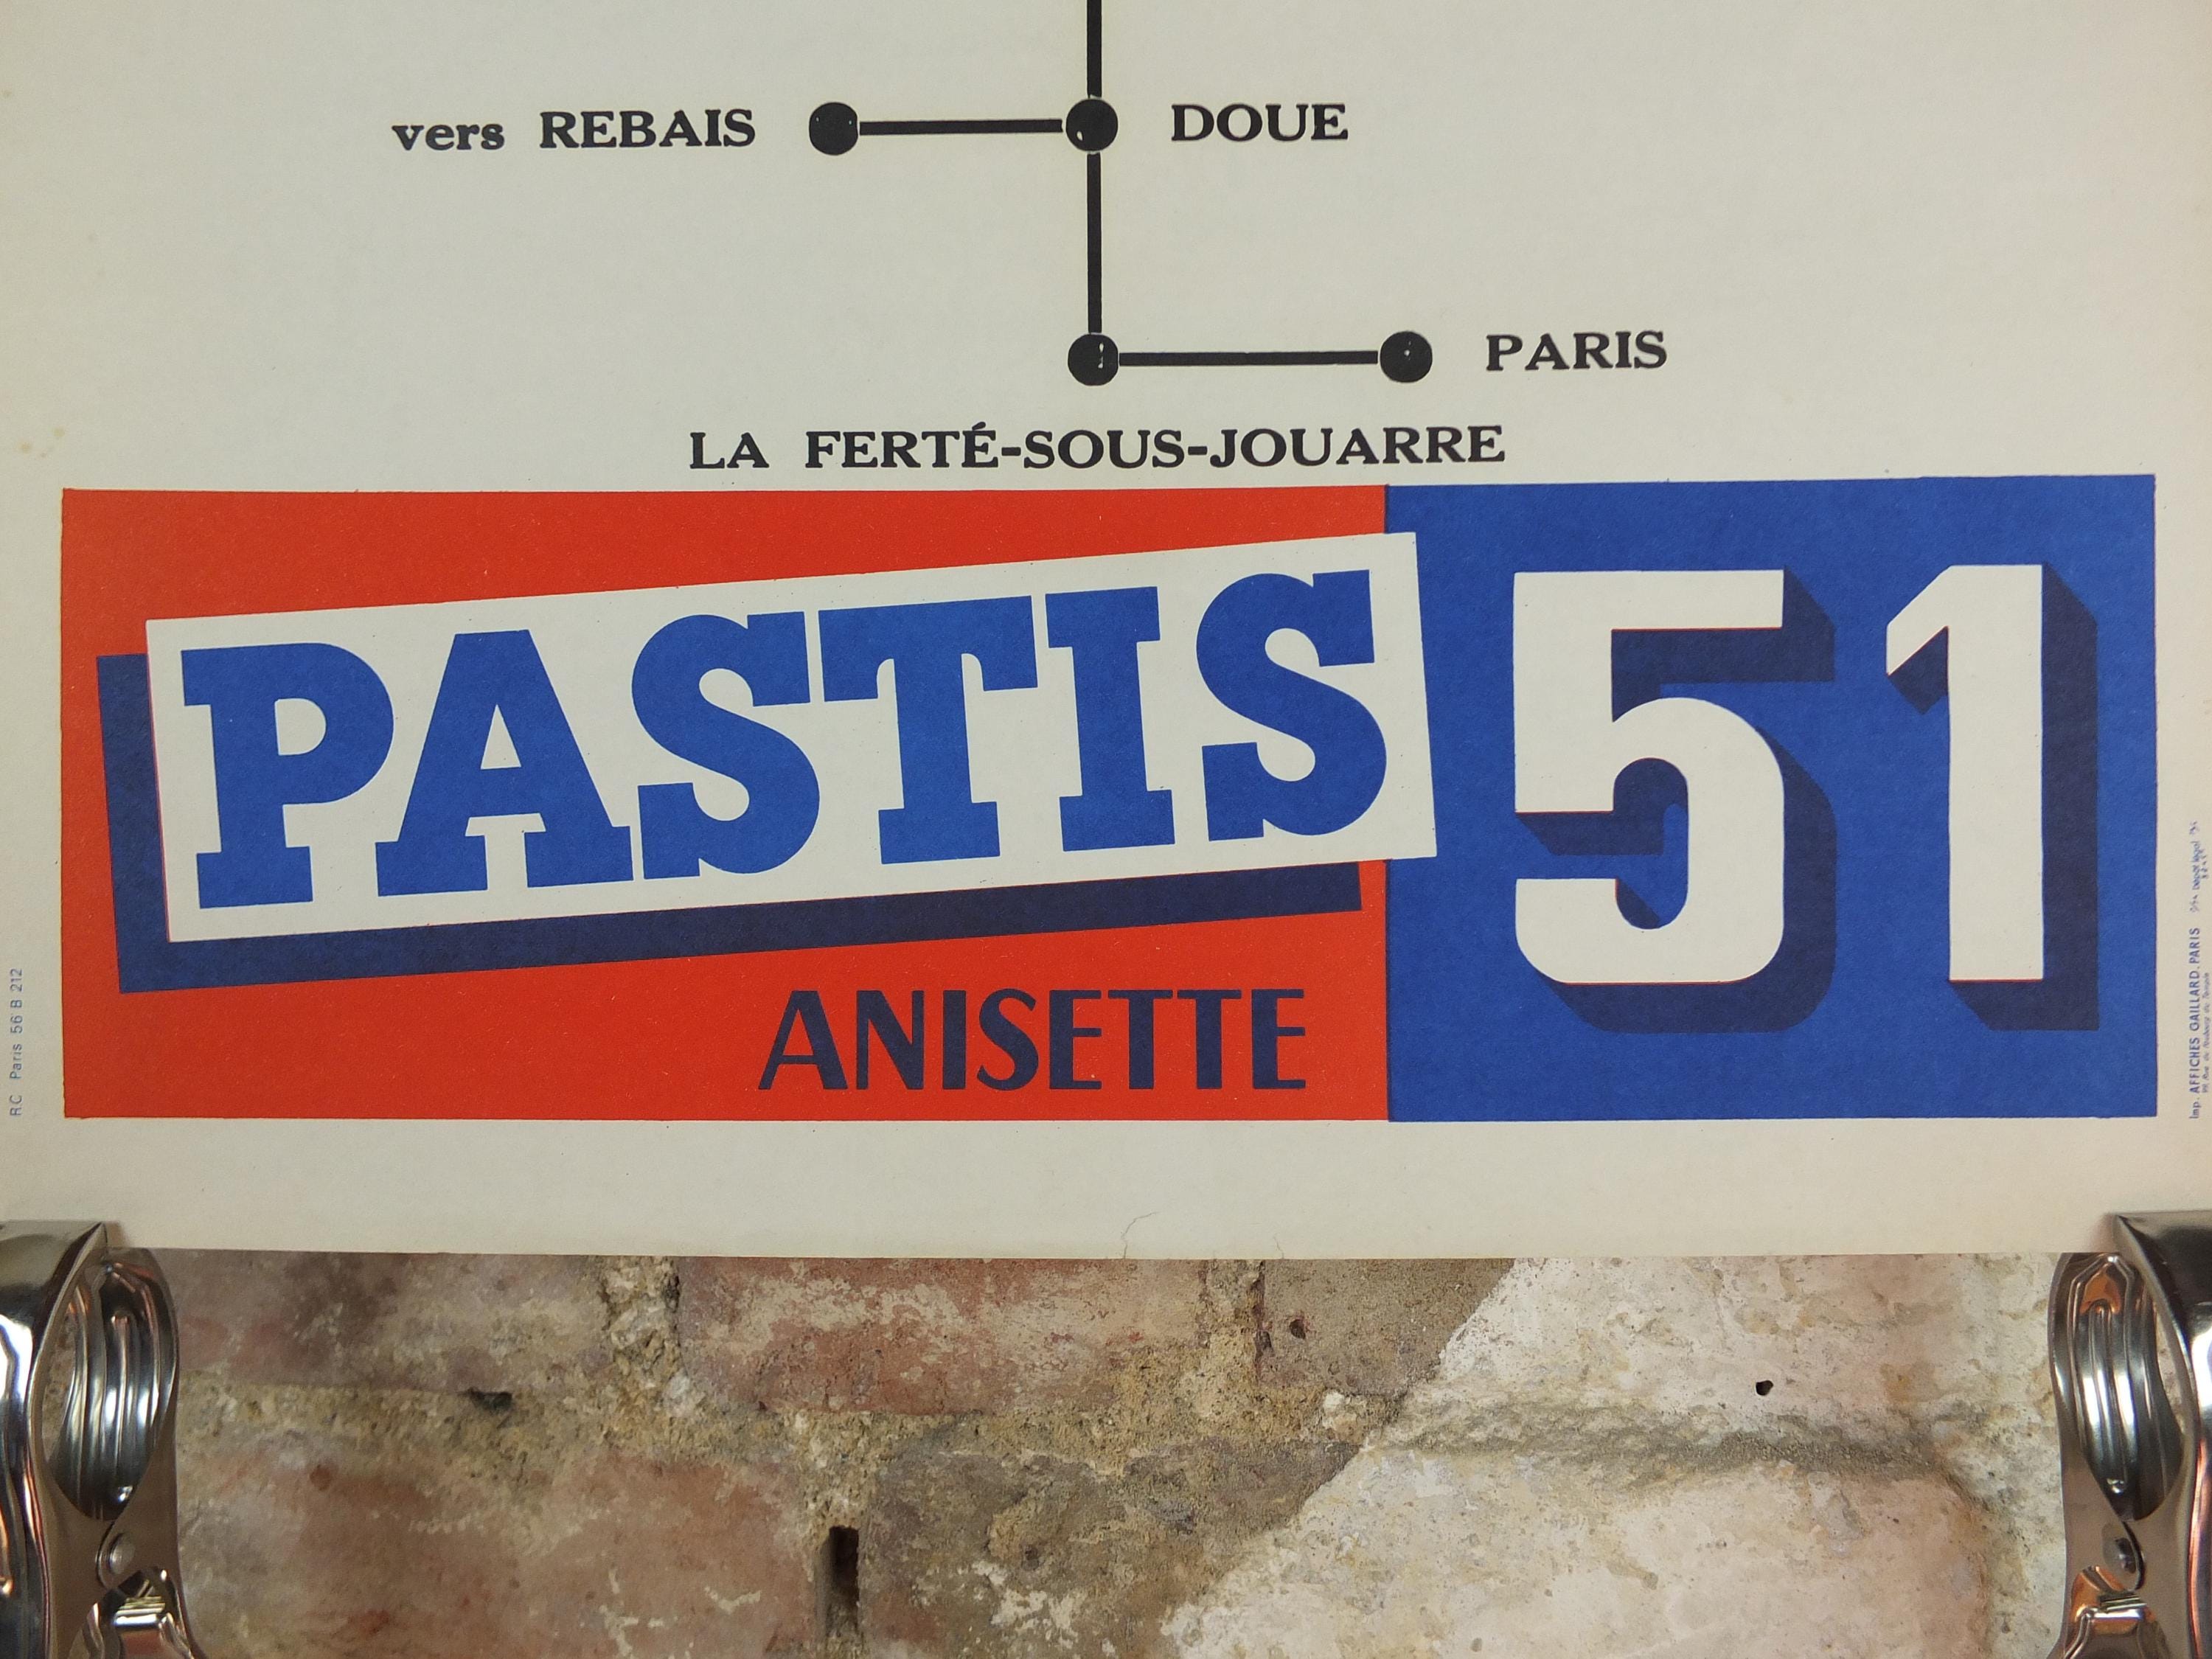 vers REBAIS
DOUE
PARIS
LA FERTÉ-SOUS-JOUARRE
PASTIS 51
ANISETTE
RC Paris 56 B 212
Imp. AFFICHES GAILLARD. PARIS